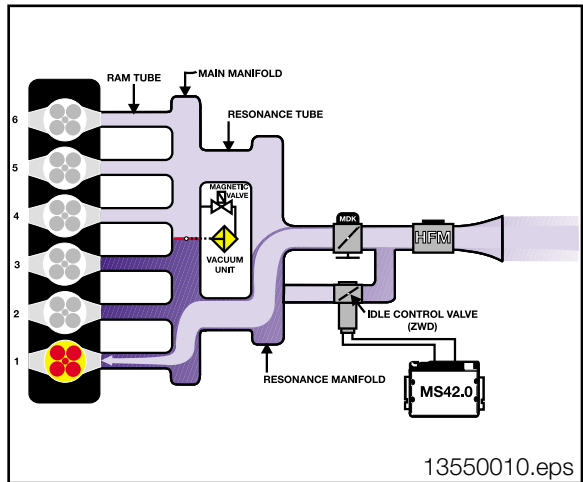 RAM TUBE
MAIN MANIFOLD
RESONANCE TUBE
6
5
4
3
2
1
MAGNETIC
VALVE
VACUUM
UNIT
MDK
HFM
IDLE CONTROL VALVE
(ZWD)
RESONANCE MANIFOLD
MS42.0
13550010.eps